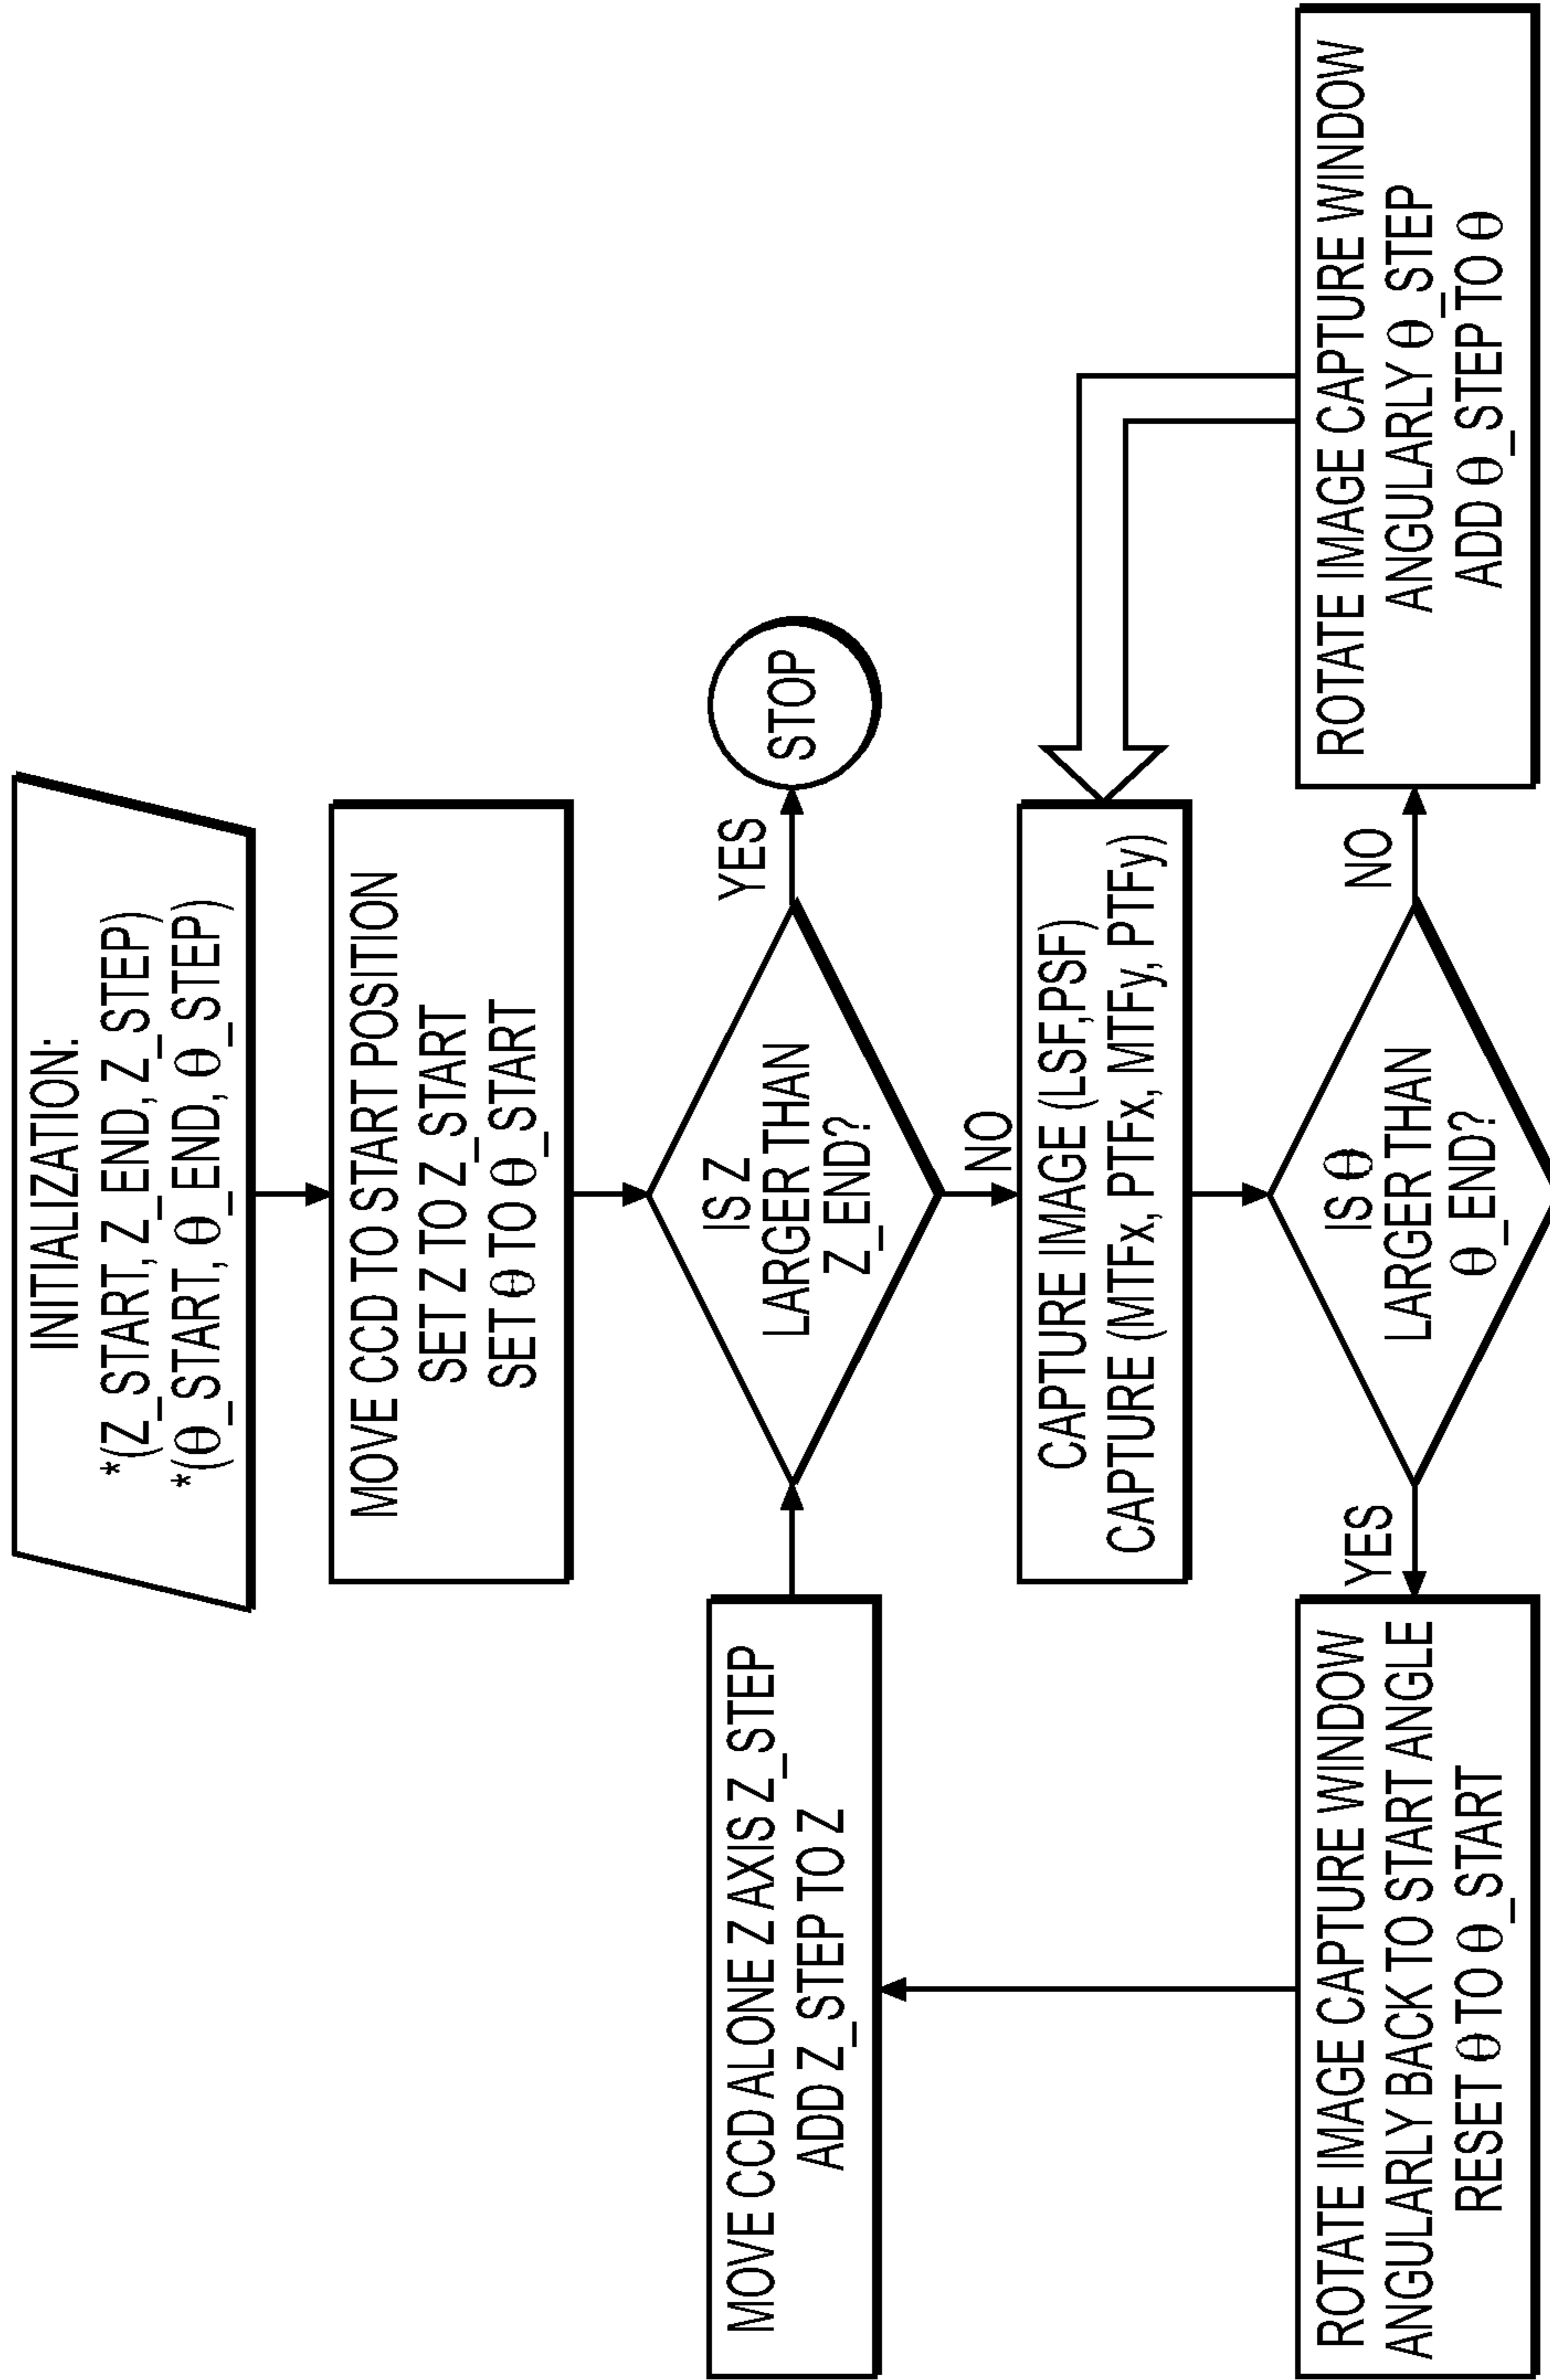 INITIALIZATION:
*(Z_START, Z_END, Z_STEP)
*(θ_START, θ_END, θ_STEP)
MOVE CCD TO START POSITION
SET Z TO Z_START
SET θ TO θ_START
MOVE CCD ALONE Z AXIS Z_STEP
ADD Z_STEP TO Z
IS Z
LARGER THAN
Z_END?
YES
STOP
NO
CAPTURE IMAGE (LSF,PSF)
CAPTURE (MTFx, PTFx, MTFy, PTFy)
IS θ
LARGER THAN
θ_END?
YES
NO
ROTATE IMAGE CAPTURE WINDOW
ANGULARLY BACK TO START ANGLE
RESET θ TO θ_START
ROTATE IMAGE CAPTURE WINDOW
ANGULARLY θ_STEP
ADD θ_STEP TO θ